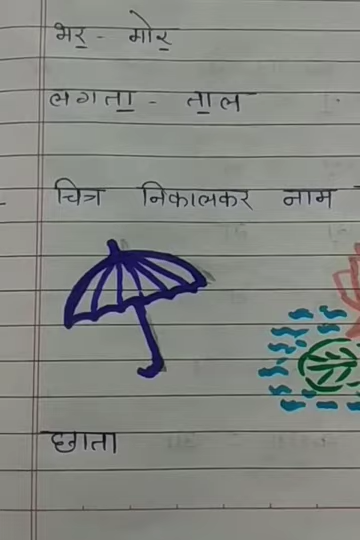 भर - मोर
लगता - ताल
चित्र निकालकर नाम
छाता